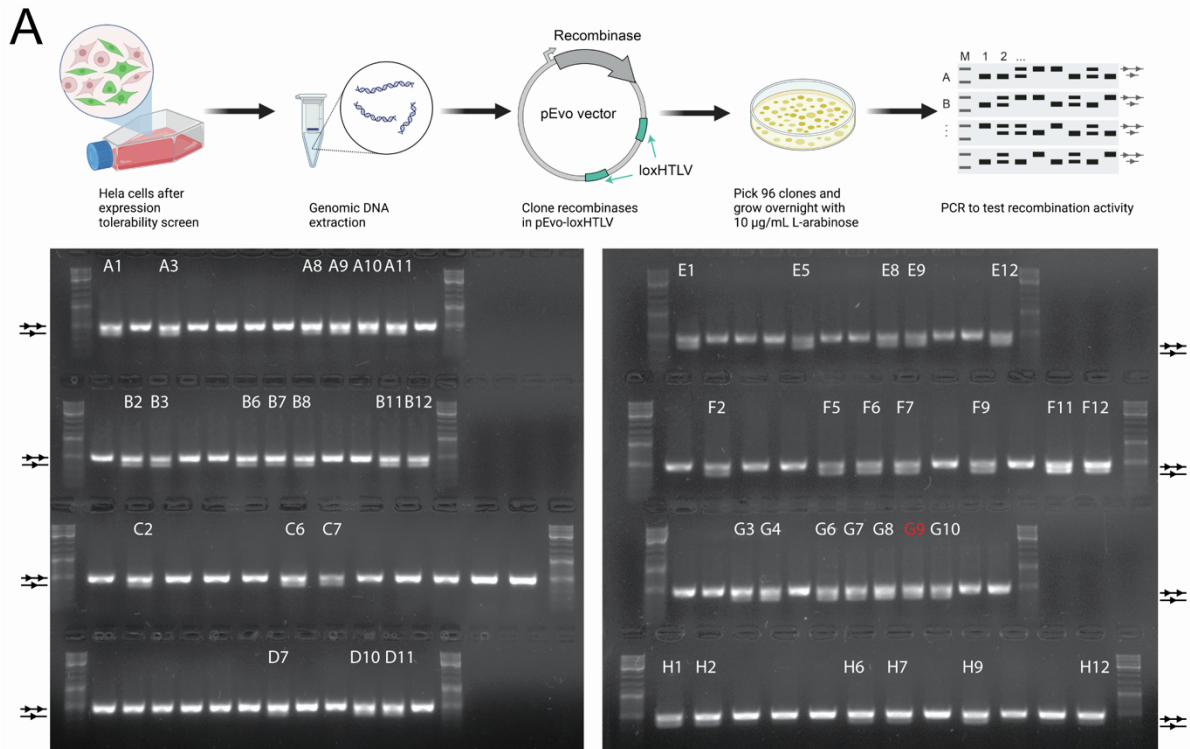 A
Recombinase
pEvo vector
loxHTLV
M 1 2 ...
A
B
⋮
Hela cells after
expression
tolerability screen
Genomic DNA
extraction
Clone recombinases
in pEvo-loxHTLV
Pick 96 clones and
grow overnight with
10 µg/mL L-arabinose
PCR to test recombination activity
A1 A3 A8 A9 A10 A11
B2 B3 B6 B7 B8 B11 B12
C2 C6 C7
D7 D10 D11
E1 E5 E8 E9 E12
F2 F5 F6 F7 F9 F11 F12
G3 G4 G6 G7 G8 G9 G10
H1 H2 H6 H7 H9 H12